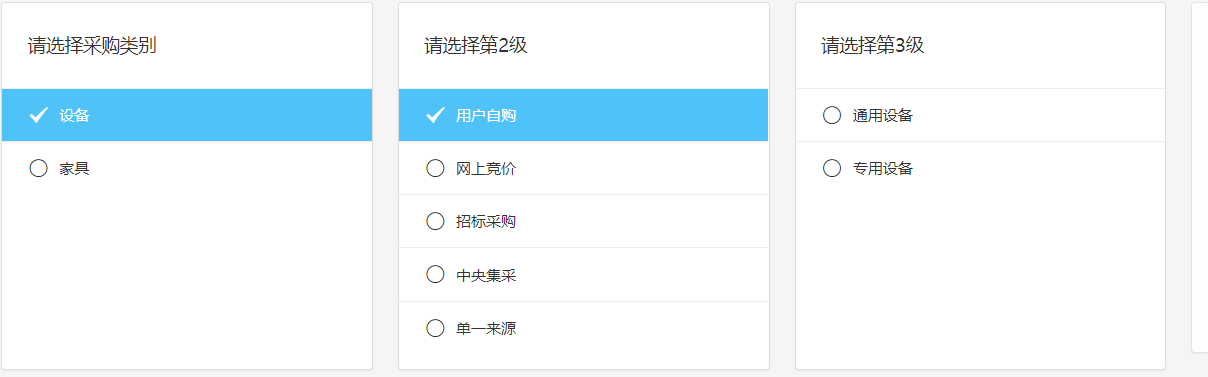 请选择采购类别
设备
家具
请选择第2级
用户自购
网上竞价
招标采购
中央集采
单一来源
请选择第3级
通用设备
专用设备